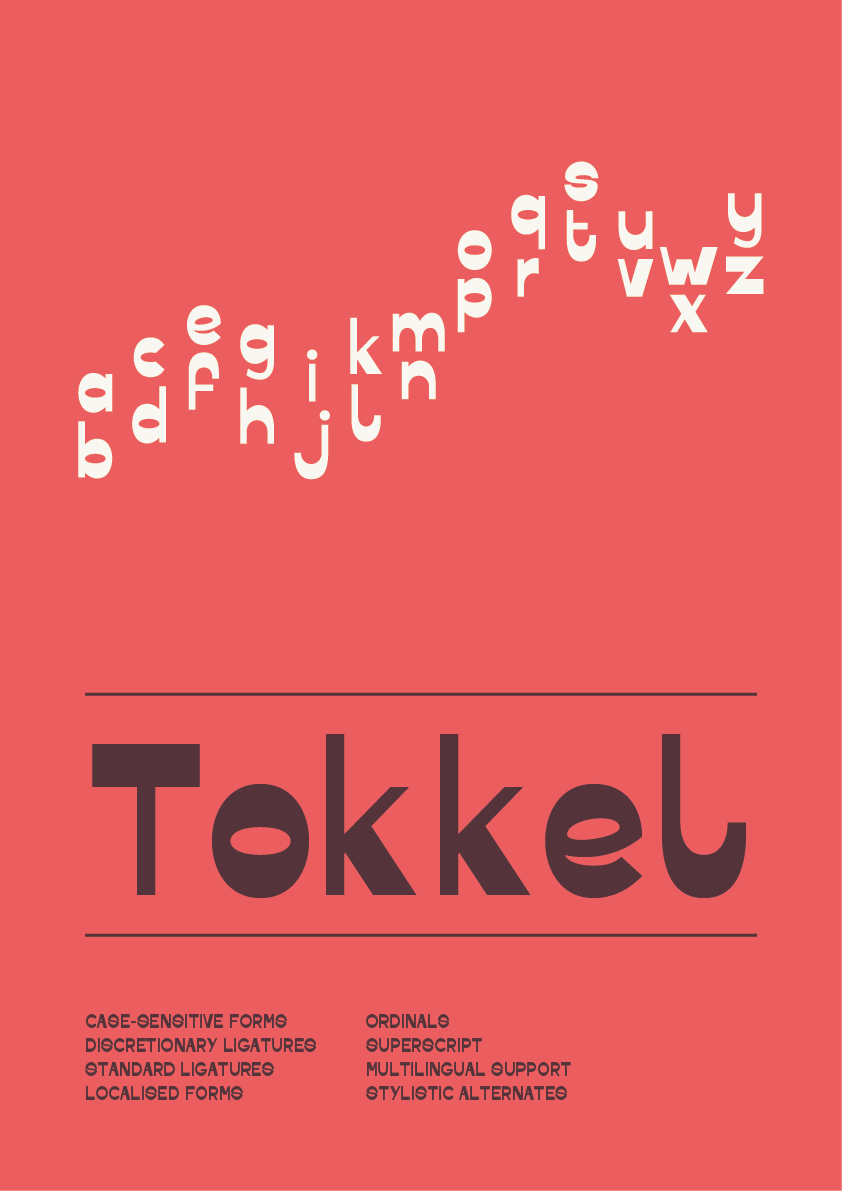 a b c d e f g h i j k l m n o p q r s t u v w x y z
Tokkel
CASE-SENSITIVE FORMS
DISCRETIONARY LIGATURES
STANDARD LIGATURES
LOCALISED FORMS
ORDINALS
SUPERSCRIPT
MULTILINGUAL SUPPORT
STYLISTIC ALTERNATES